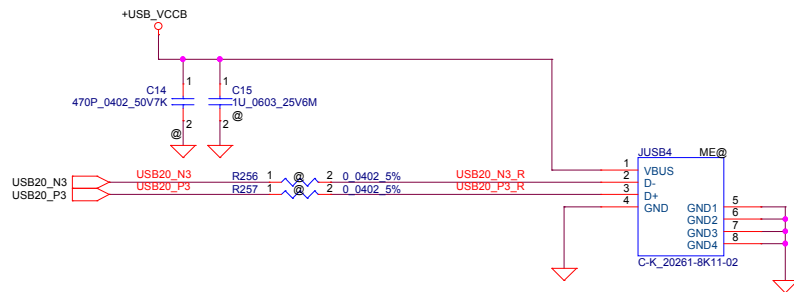 +USB_VCCB
1
1
C14
C15
470P_0402_50V7K
1U_0603_25V6M
@
2
@
2
JUSB4 ME@
1 VBUS
USB20_N3 USB20_N3 R256 1 @ 2 0_0402_5% USB20_N3_R 2 D-
USB20_P3 USB20_P3 R257 1 @ 2 0_0402_5% USB20_P3_R 3 D+
4 GND GND1 5
GND2 6
GND3 7
GND4 8
C-K_20261-8K11-02